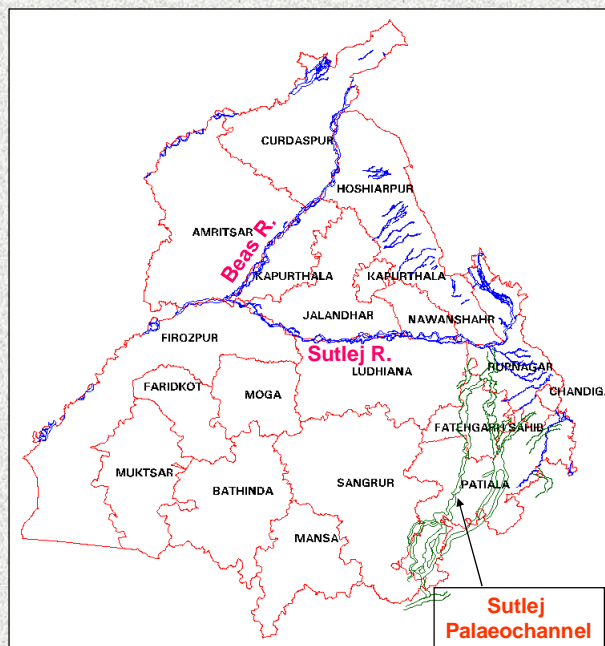 CURDASPUR
HOSHIARPUR
AMRITSAR
Beas R.
KAPURTHALA
KAPURTHALA
JALANDHAR
NAWANSHAHR
FIROZPUR
Sutlej R.
LUDHIANA
RUPNAGAR
FARIDKOT
MOGA
CHANDIGA
FATEHGARH SAHIB
MUKTSAR
BATHINDA
SANGRUR
PATIALA
MANSA
Sutlej
Palaeochannel